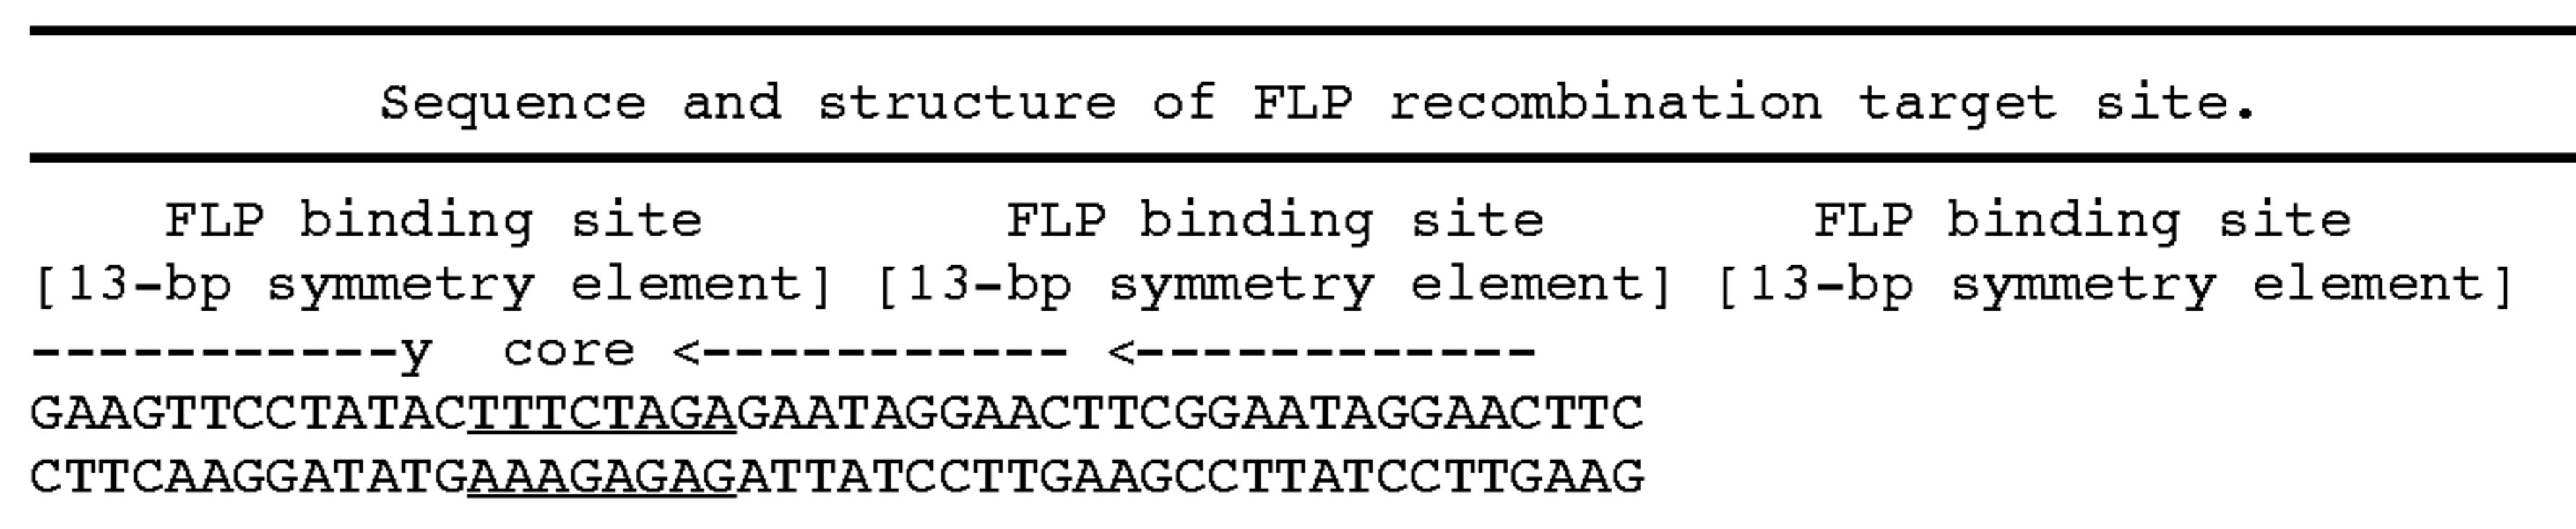 Sequence and structure of FLP recombination target site.
FLP binding site FLP binding site FLP binding site
[13-bp symmetry element] [13-bp symmetry element] [13-bp symmetry element]
-----------y core <----------- <------------
GAAGTTCCTATACTTTCTAGAGAATAGGAACTTCGGAATAGGAACTTC
CTTCAAGGATATGAAAGAGAGATTATCCTTGAAGCCTTATCCTTGAAG